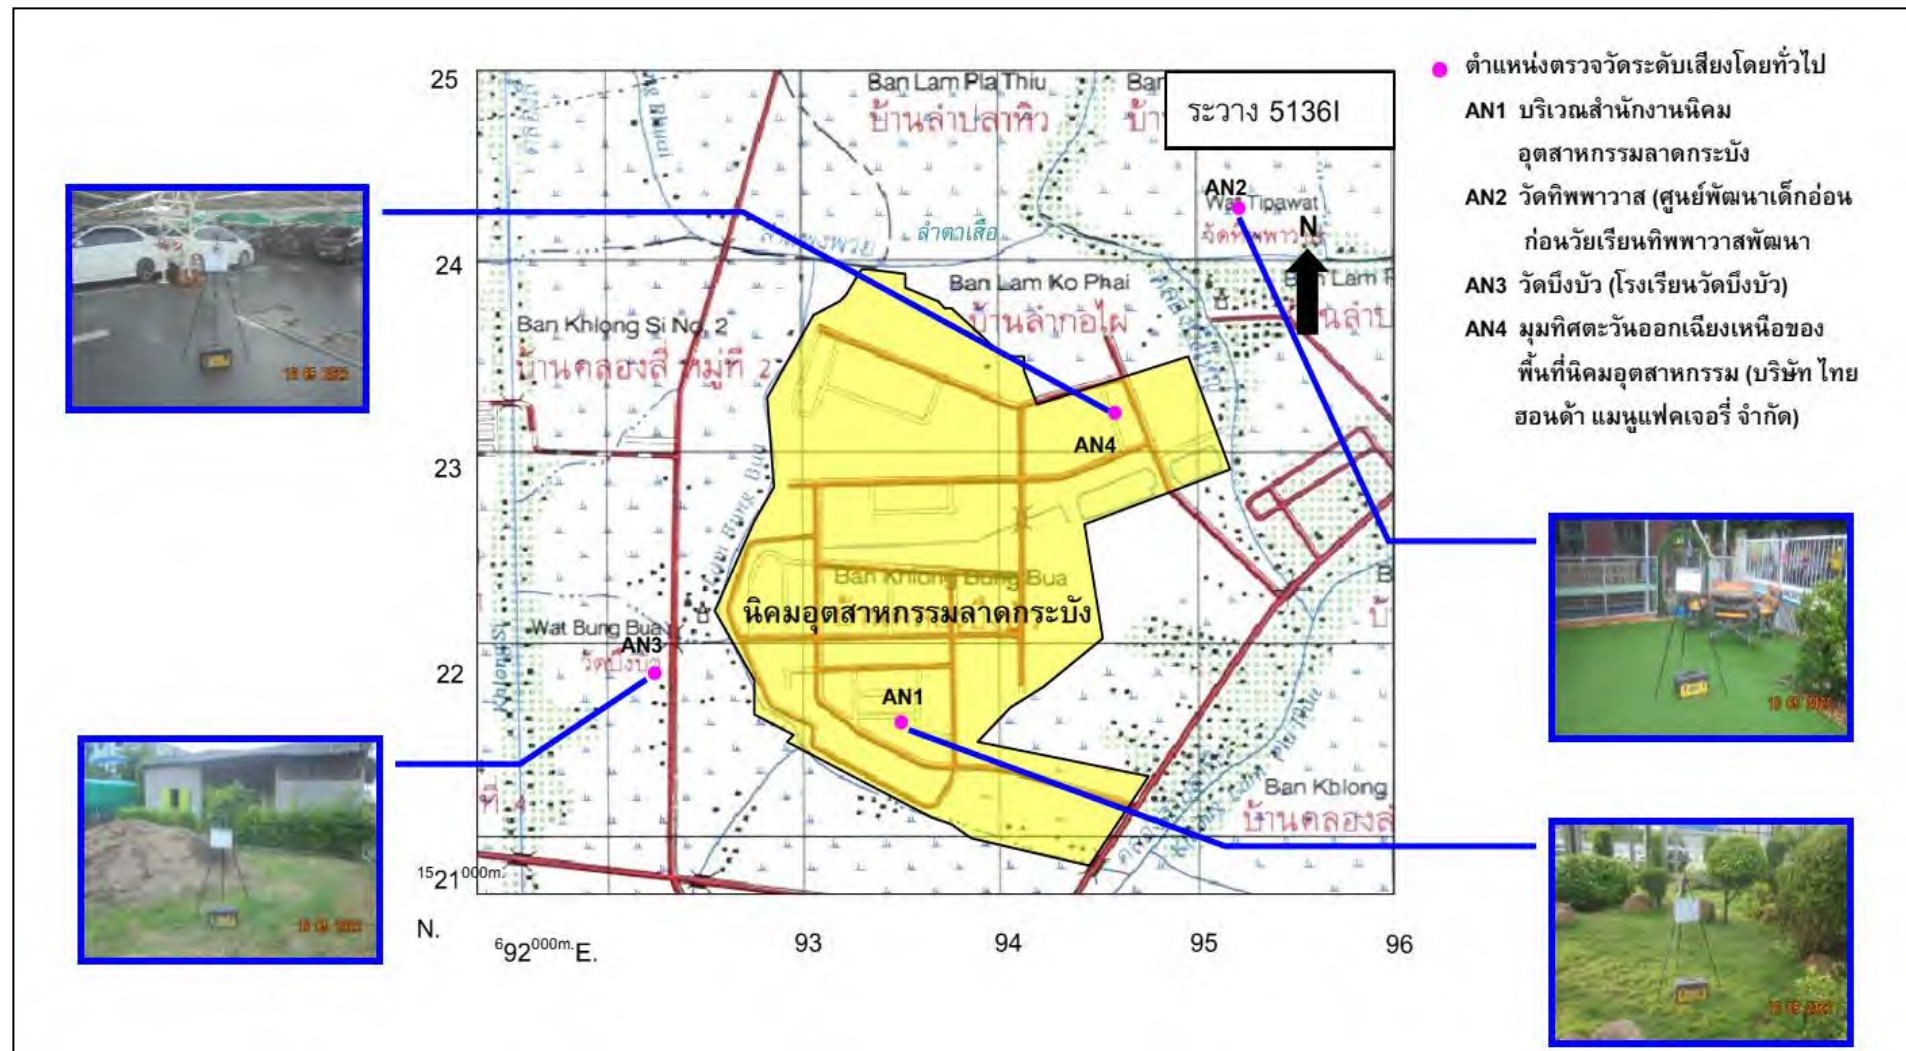 25
24
23
22
¹⁵21⁰⁰⁰ᵐ·
N.
⁶92⁰⁰⁰ᵐ·E.
93
94
95
96
Ban Lam Pla Thiu
บ้านลำปลาทิว
ระวาง 5136I
AN2
Wat Tipawat
N
ลำตาเสือ
Ban Lam Ko Phai
บ้านลำกอไผ่
Ban Khlong Si No. 2
บ้านคลองสี่ หมู่ที่ 2
AN4
Ban Khlong Bung Bua
นิคมอุตสาหกรรมลาดกระบัง
Wat Bung Bua
AN3
วัดบึงบัว
AN1
Khlong Si
Ban Khlong
บ้านคลอง
ตำแหน่งตรวจวัดระดับเสียงโดยทั่วไป
AN1 บริเวณสำนักงานนิคม
อุตสาหกรรมลาดกระบัง
AN2 วัดทิพพาวาส (ศูนย์พัฒนาเด็กอ่อน
ก่อนวัยเรียนทิพพาวาสพัฒนา
AN3 วัดบึงบัว (โรงเรียนวัดบึงบัว)
AN4 มุมทิศตะวันออกเฉียงเหนือของ
พื้นที่นิคมอุตสาหกรรม (บริษัท ไทย
ฮอนด้า แมนูแฟคเจอรี่ จำกัด)